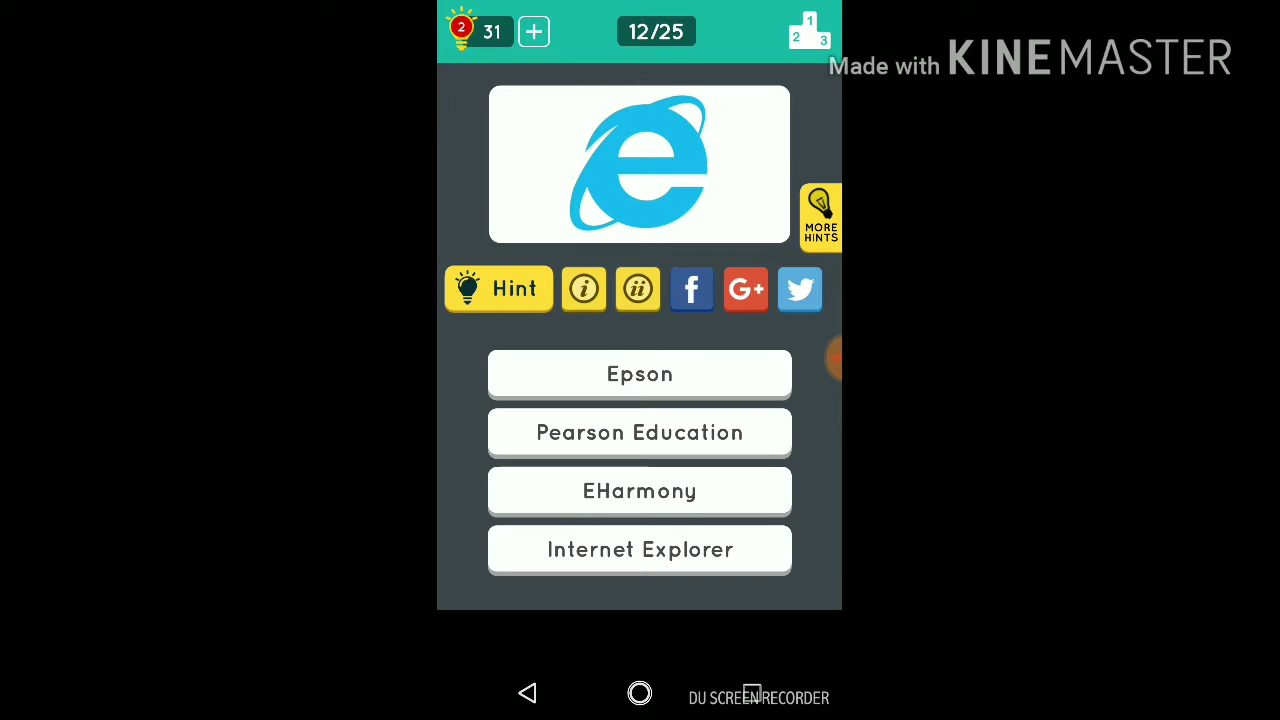 2 31 + 12/25 1 2 3
Made with KINEMASTER
e
MORE
HINTS
Hint i ii f G+
Epson
Pearson Education
EHarmony
Internet Explorer
DU SCREEN RECORDER